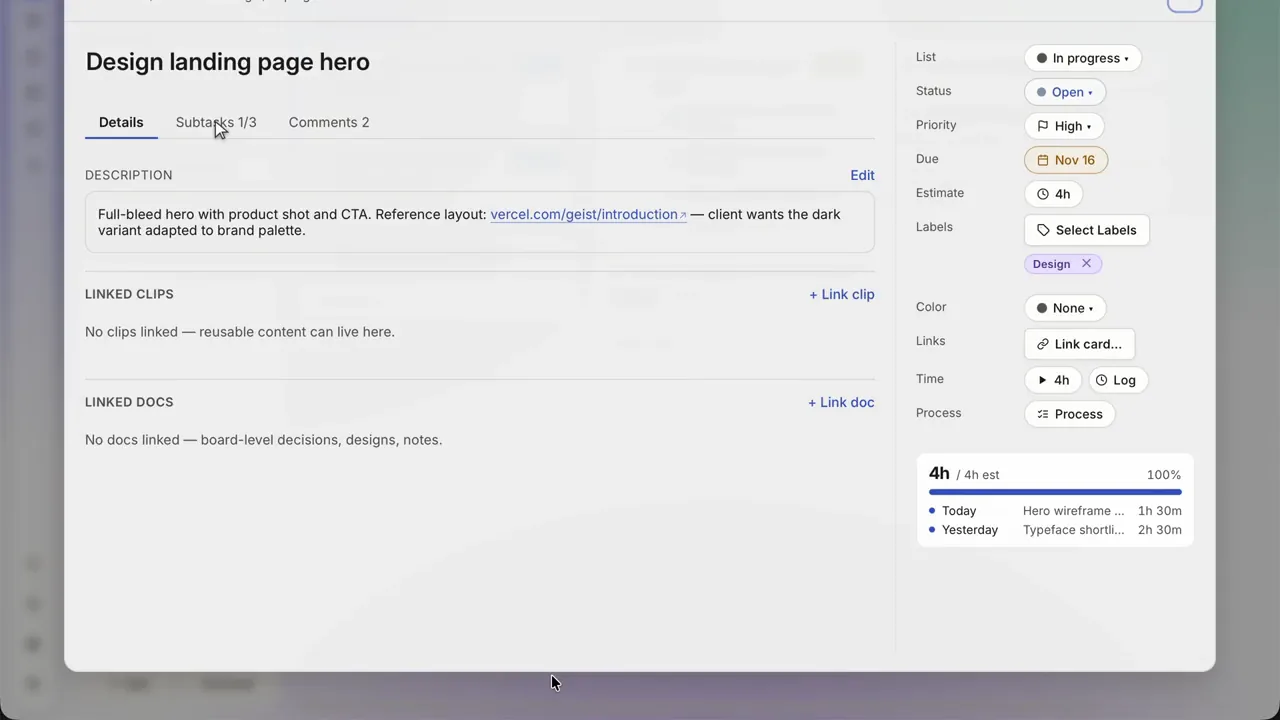 Design landing page hero
Details
Subtasks 1/3
Comments 2
DESCRIPTION
Edit
Full-bleed hero with product shot and CTA. Reference layout: vercel.com/geist/introduction↗ — client wants the dark
variant adapted to brand palette.
LINKED CLIPS
+ Link clip
No clips linked — reusable content can live here.
LINKED DOCS
+ Link doc
No docs linked — board-level decisions, designs, notes.
List
In progress
Status
Open
Priority
High
Due
Nov 16
Estimate
4h
Labels
Select Labels
Design
Color
None
Links
Link card...
Time
4h
Log
Process
Process
4h / 4h est
100%
Today
Hero wireframe ...
1h 30m
Yesterday
Typeface shortli...
2h 30m